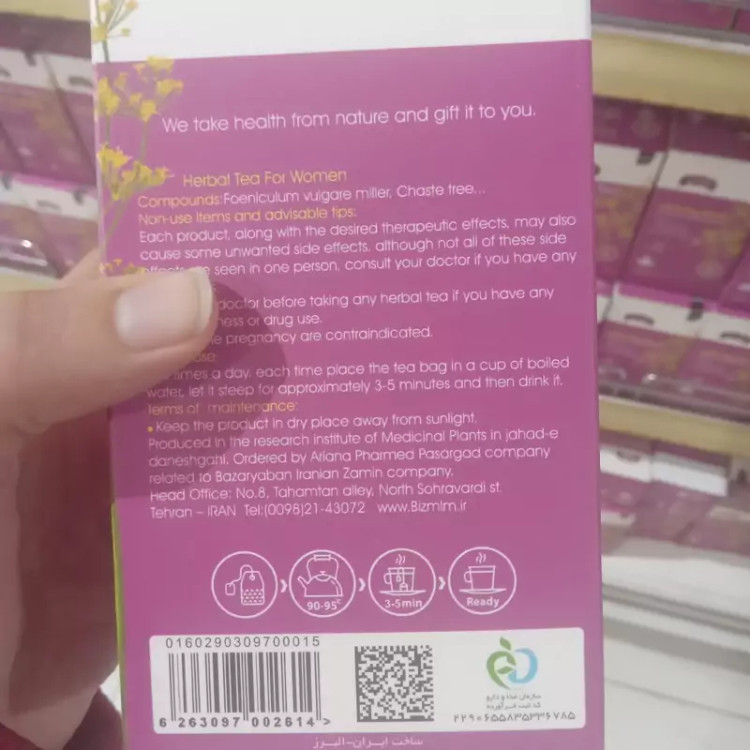 We take health from nature and gift it to you.
Herbal Tea For Women
Compounds:Foeniculum vulgare miller, Chaste tree...
Non-use items and advisable tips:
Each product, along with the desired therapeutic effects, may also
cause some unwanted side effects. although not all of these side
seen in one person, consult your doctor if you have any
doctor before taking any herbal tea if you have any
or drug use.
pregnancy are contraindicated.
times a day. each time place the tea bag in a cup of boiled
water, let it steep for approximately 3-5 minutes and then drink it.
Terms of maintenance:
• Keep the product in dry place away from sunlight.
Produced in the research institute of Medicinal Plants in jahad-e
daneshgahi. Ordered by Ariana Pharmed Pasargad company
related to Bazaryaban Iranian Zamin company.
Head Office: No.8, Tahamtan alley, North Sohravardi st.
Tehran - IRAN Tel:(0098)21-43072 www.Bizmlm.ir
90-95°C
3-5min
Ready
0160290309700015
6 263097 002614 >
سازمان غذا و دارو
کد ثبت فرآورده
۲۲۹۰۶۵۵۸۳۵۳۳۶۷۸۵
ساخت ایران-البرز